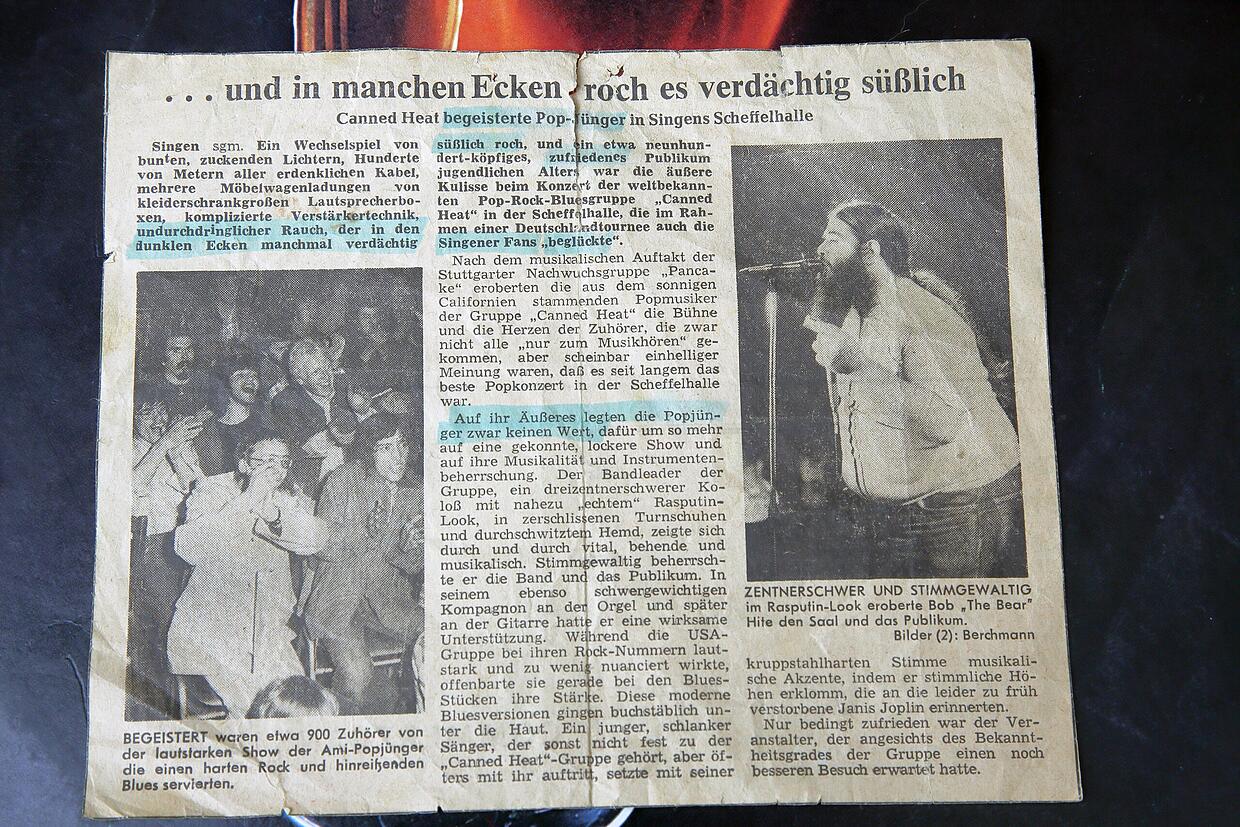 . . . und in manchen Ecken roch es verdächtig süßlich
Canned Heat begeisterte Pop-Jünger in Singens Scheffelhalle
Singen sgm. Ein Wechselspiel von
bunten, zuckenden Lichtern, Hunderte
von Metern aller erdenklichen Kabel,
mehrere Möbelwagenladungen von
kleiderschrankgroßen Lautsprecherbo-
xen, komplizierte Verstärkertechnik,
undurchdringlicher Rauch, der in den
dunklen Ecken manchmal verdächtig
BEGEISTERT waren etwa 900 Zuhörer von
der lautstarken Show der Ami-Popjünger
die einen harten Rock und hinreißenden
Blues servierten.
süßlich roch, und ein etwa neunhun-
dert-köpfiges, zufriedenes Publikum
jugendlichen Alters war die äußere
Kulisse beim Konzert der weltbekann-
ten Pop-Rock-Bluesgruppe „Canned
Heat" in der Scheffelhalle, die im Rah-
men einer Deutschlandtournee auch die
Singener Fans „beglückte".
Nach dem musikalischen Auftakt der
Stuttgarter Nachwuchsgruppe „Panca-
ke" eroberten die aus dem sonnigen
Californien stammenden Popmusiker
der Gruppe „Canned Heat" die Bühne
und die Herzen der Zuhörer, die zwar
nicht alle „nur zum Musikhören" ge-
kommen, aber scheinbar einhelliger
Meinung waren, daß es seit langem das
beste Popkonzert in der Scheffelhalle
war.
Auf ihr Äußeres legten die Popjün-
ger zwar keinen Wert, dafür um so mehr
auf eine gekonnte, lockere Show und
auf ihre Musikalität und Instrumenten-
beherrschung. Der Bandleader der
Gruppe, ein dreizentnerschwerer Ko-
loß mit nahezu „echtem" Rasputin-
Look, in zerschlissenen Turnschuhen
und durchschwitztem Hemd, zeigte sich
durch und durch vital, behende und
musikalisch. Stimmgewaltig beherrsch-
te er die Band und das Publikum. In
seinem ebenso schwergewichtigen
Kompagnon an der Orgel und später
an der Gitarre hatte er eine wirksame
Unterstützung. Während die USA-
Gruppe bei ihren Rock-Nummern laut-
stark und zu wenig nuanciert wirkte,
offenbarte sie gerade bei den Blues-
Stücken ihre Stärke. Diese moderne
Bluesversionen gingen buchstäblich un-
ter die Haut. Ein junger, schlanker
Sänger, der sonst nicht fest zu der
„Canned Heat"-Gruppe gehört, aber öf-
ters mit ihr auftritt, setzte mit seiner
ZENTNERSCHWER UND STIMMGEWALTIG
im Rasputin-Look eroberte Bob „The Bear"
Hite den Saal und das Publikum.
Bilder (2): Berchmann
kruppstahlharten Stimme musikali-
sche Akzente, indem er stimmliche Hö-
hen erklomm, die an die leider zu früh
verstorbene Janis Joplin erinnerten.
Nur bedingt zufrieden war der Ver-
anstalter, der angesichts des Bekannt-
heitsgrades der Gruppe einen noch
besseren Besuch erwartet hatte.